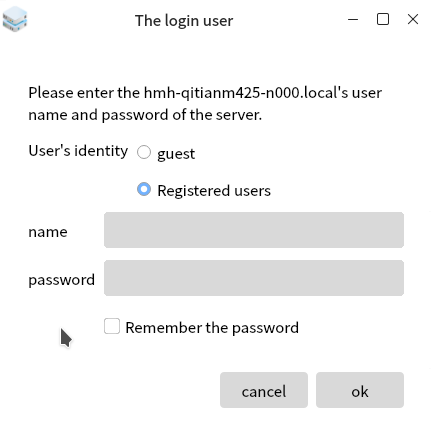 The login user
Please enter the hmh-qitianm425-n000.local's user
name and password of the server.
User's identity
guest
Registered users
name
password
Remember the password
cancel
ok